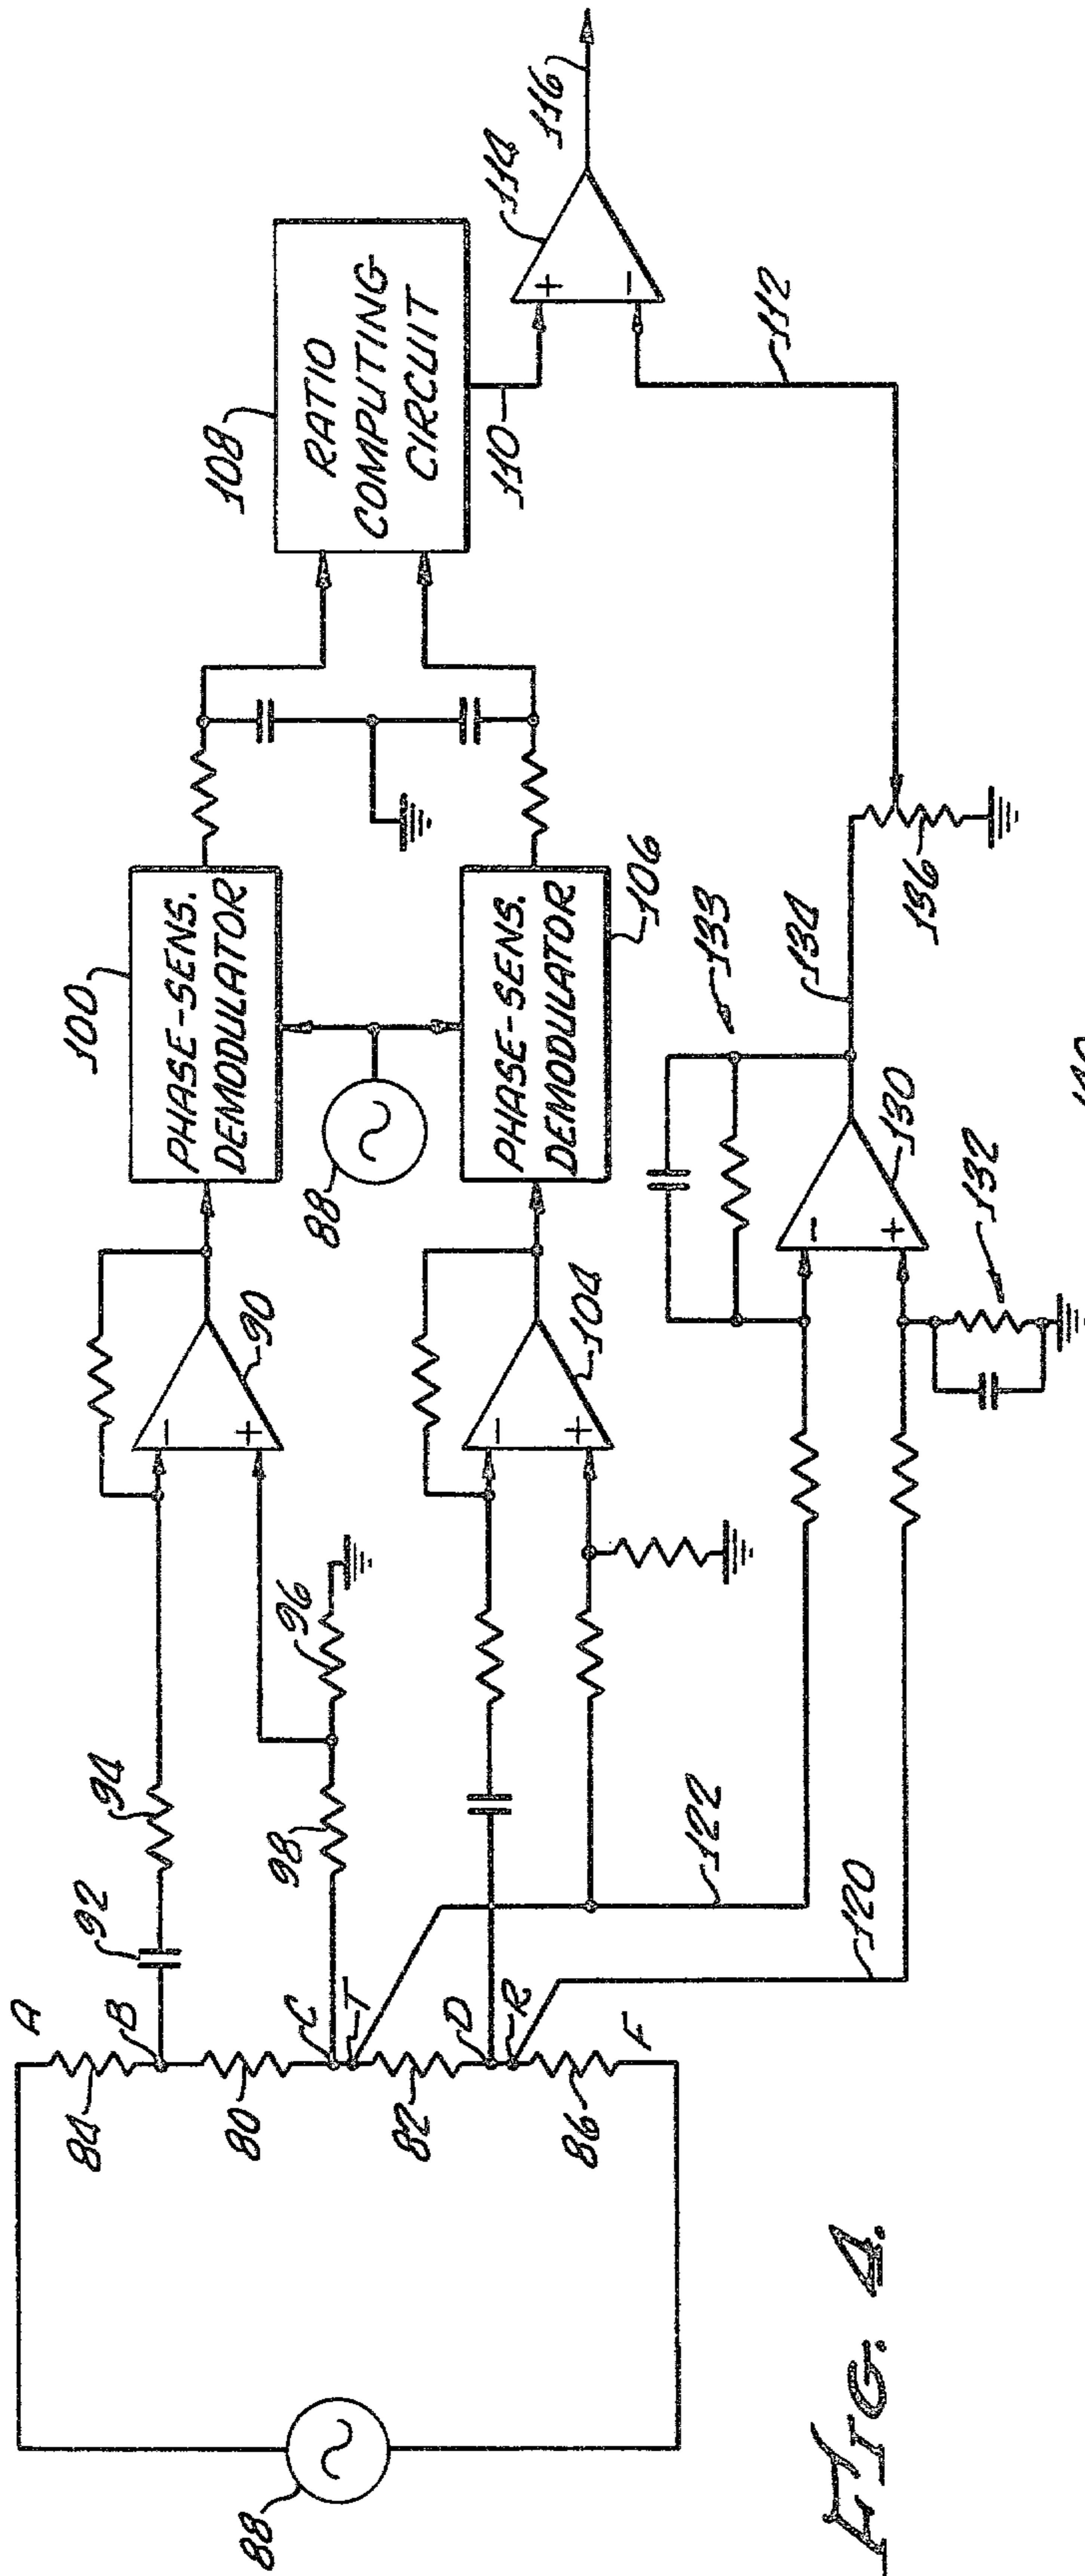 A
84
B
80
C
T
82
D
R
86
F
88
92
94
98
96
−
+
90
100
PHASE-SENS.
DEMODULATOR
88
−
+
104
PHASE-SENS.
DEMODULATOR
106
108
RATIO
COMPUTING
CIRCUIT
110
+
−
114
116
112
122
120
−
+
130
132
133
134
136
FIG. 4.